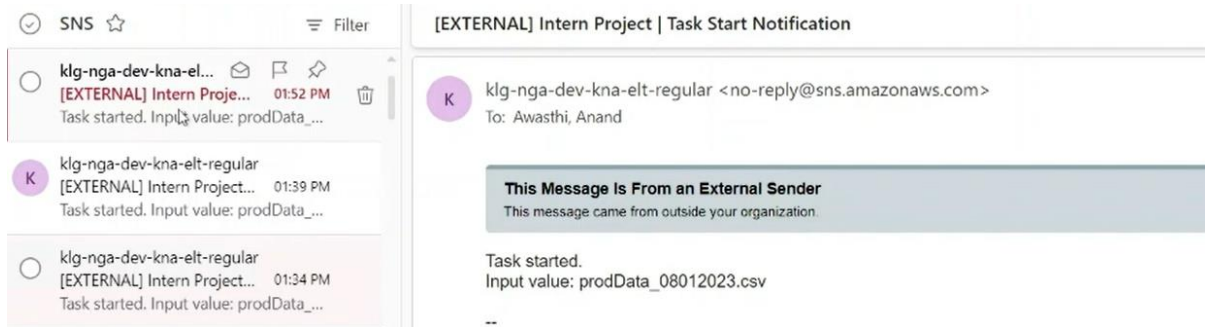 SNS
Filter
klg-nga-dev-kna-el...
[EXTERNAL] Intern Proje... 01:52 PM
Task started. Input value: prodData_...
K
klg-nga-dev-kna-elt-regular
[EXTERNAL] Intern Project... 01:39 PM
Task started. Input value: prodData_...
klg-nga-dev-kna-elt-regular
[EXTERNAL] Intern Project... 01:34 PM
Task started. Input value: prodData_...
[EXTERNAL] Intern Project | Task Start Notification
K
klg-nga-dev-kna-elt-regular <no-reply@sns.amazonaws.com>
To: Awasthi, Anand
This Message Is From an External Sender
This message came from outside your organization.
Task started.
Input value: prodData_08012023.csv
--